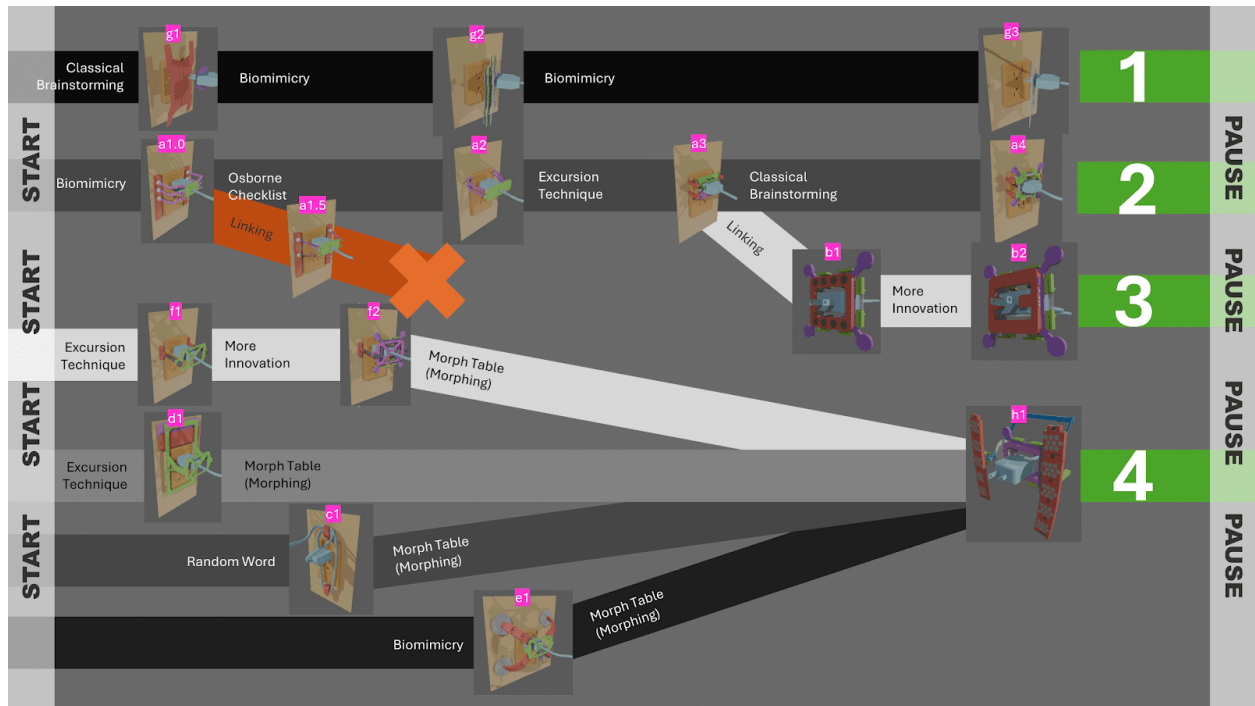 g1
g2
g3
Classical
Brainstorming
Biomimicry
Biomimicry
1
START
PAUSE
a1.0
a2
a3
a4
Biomimicry
Osborne
Checklist
Excursion
Technique
Classical
Brainstorming
2
Linking
a1.5
Linking
START
PAUSE
b1
b2
More
Innovation
3
f1
f2
Excursion
Technique
More
Innovation
Morph Table
(Morphing)
START
PAUSE
d1
h1
Excursion
Technique
Morph Table
(Morphing)
4
c1
Random Word
Morph Table
(Morphing)
START
PAUSE
e1
Biomimicry
Morph Table
(Morphing)